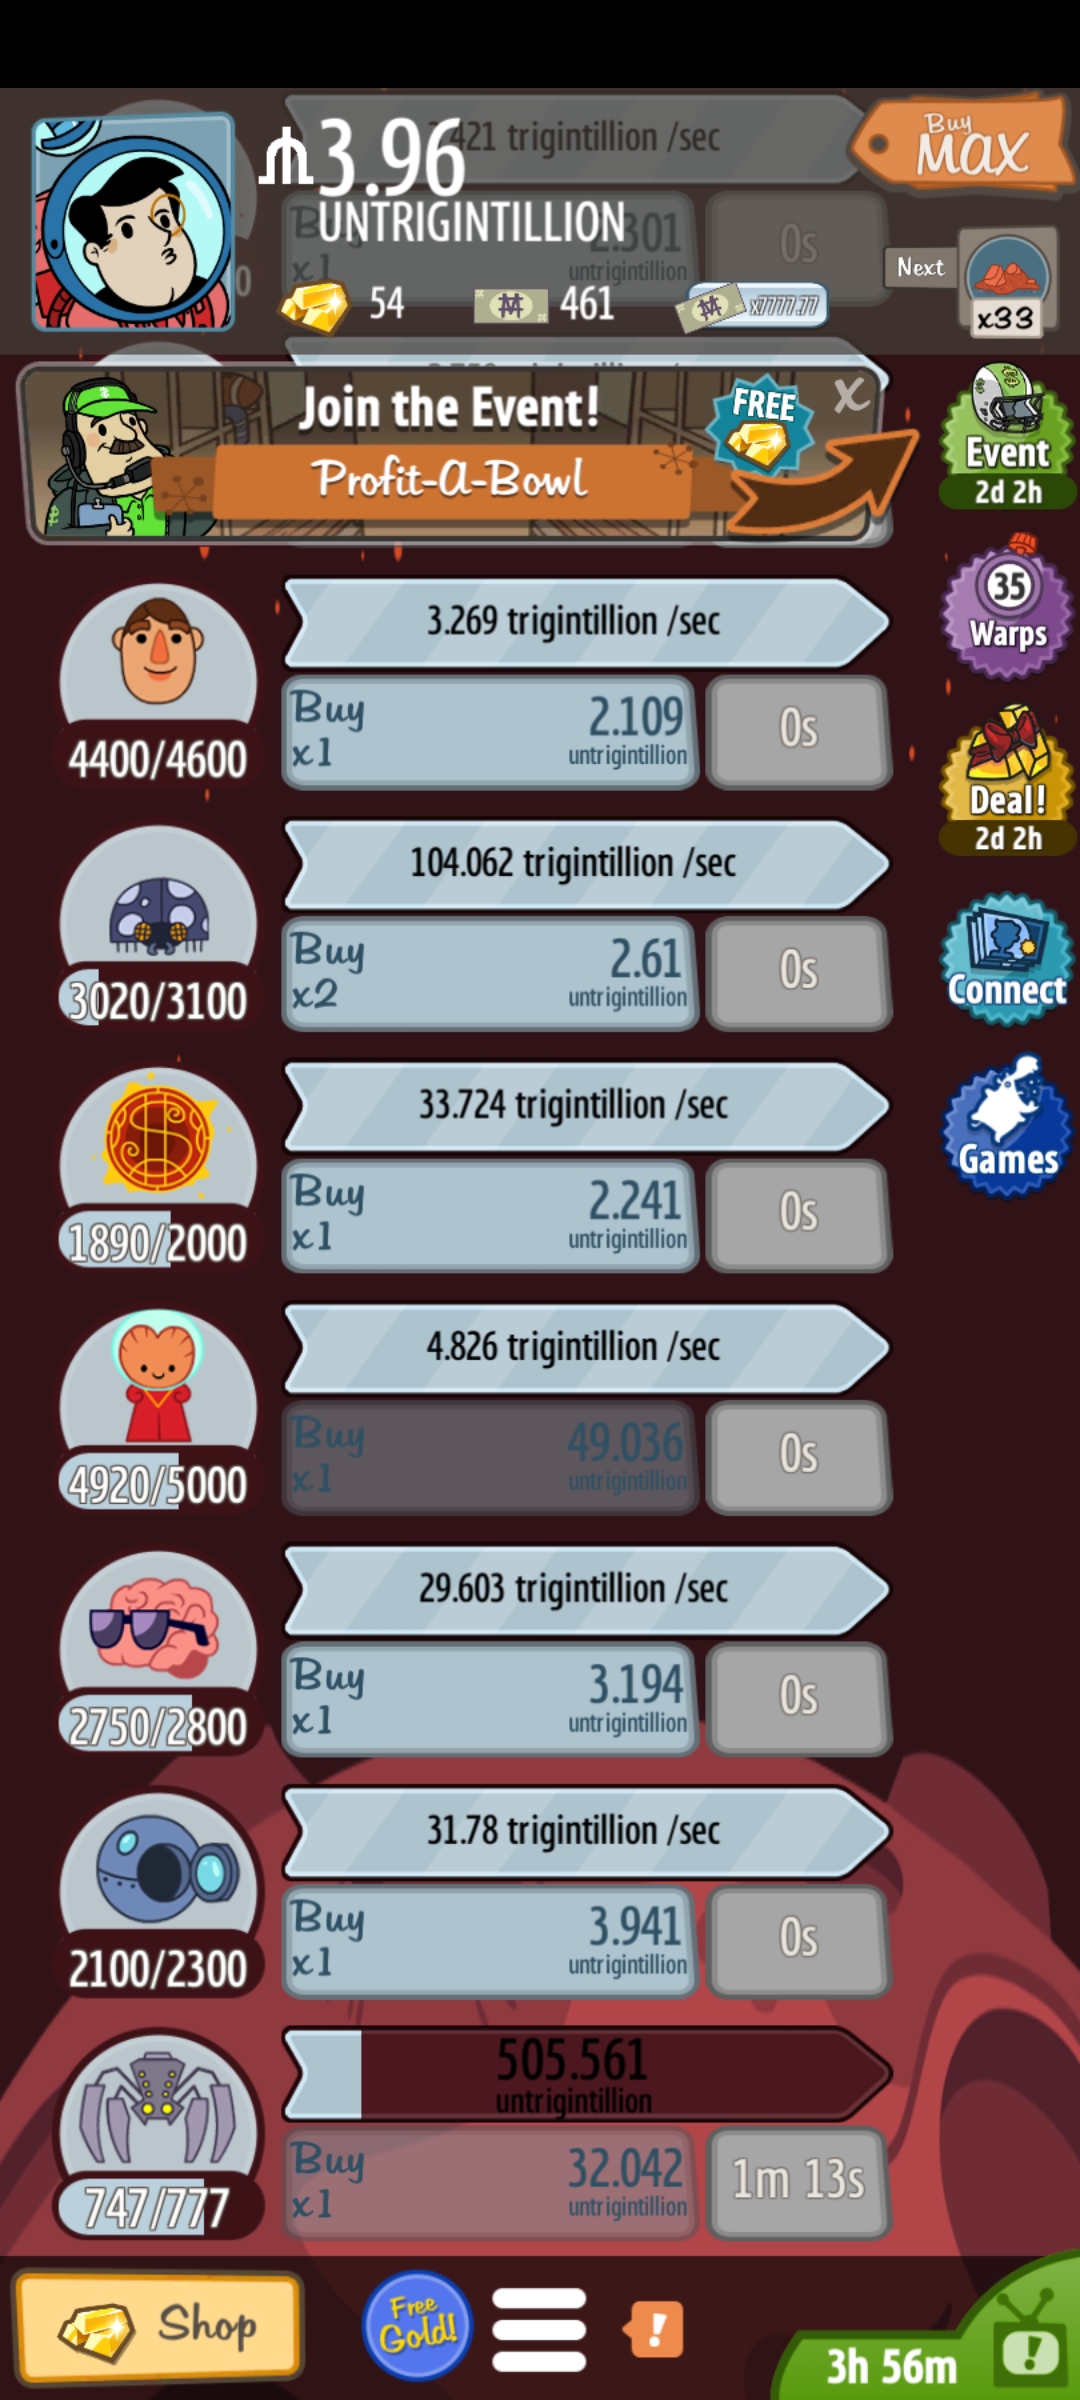 3.96
421 trigintillion /sec
UNTRIGINTILLION
Buy
MAX
2.301
untrigintillion
x1
0s
54
461
x7777.77
Next
x33
Join the Event!
Profit-A-Bowl
FREE
X
Event
2d 2h
3.269 trigintillion /sec
Buy
x1
2.109
untrigintillion
0s
4400/4600
35
Warps
Deal!
2d 2h
104.062 trigintillion /sec
Buy
x2
2.61
untrigintillion
0s
3020/3100
Connect
33.724 trigintillion /sec
Buy
x1
2.241
untrigintillion
0s
1890/2000
Games
4.826 trigintillion /sec
Buy
x1
49.036
untrigintillion
0s
4920/5000
29.603 trigintillion /sec
Buy
x1
3.194
untrigintillion
0s
2750/2800
31.78 trigintillion /sec
Buy
x1
3.941
untrigintillion
0s
2100/2300
505.561
untrigintillion
Buy
x1
32.042
untrigintillion
1m 13s
747/777
Shop
Free
Gold!
!
3h 56m
!